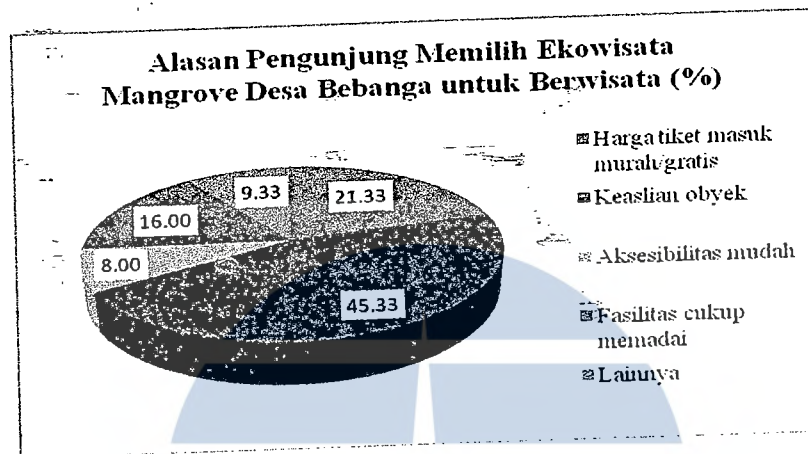 Alasan Pengunjung Memilih Ekowisata
Mangrove Desa Bebanga untuk Berwisata (%)
9.33
21.33
16.00
8.00
45.33
Harga tiket masuk
murah/gratis
Keaslian obyek
Aksesibilitas mudah
Fasilitas cukup
memadai
Lainnya